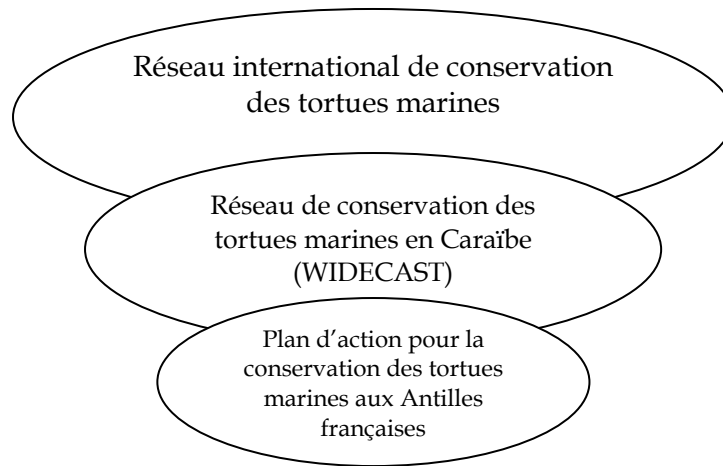 Réseau international de conservation
des tortues marines
Réseau de conservation des
tortues marines en Caraïbe
(WIDECAST)
Plan d’action pour la
conservation des tortues
marines aux Antilles
françaises